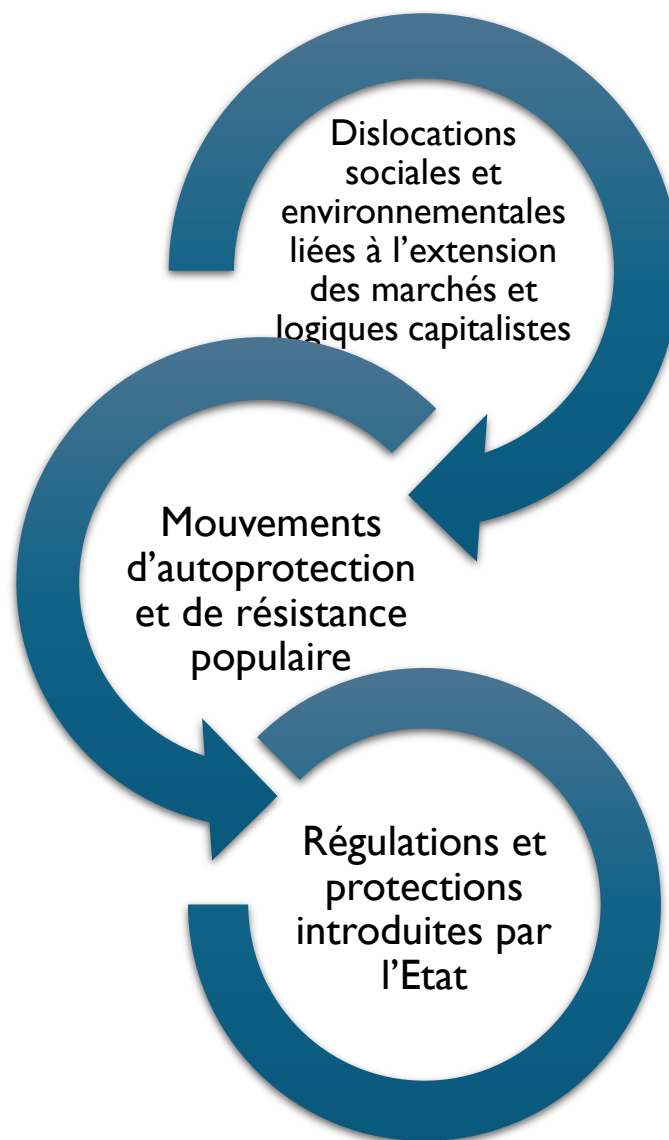 Dislocations
sociales et
environnementales
liées à l’extension
des marchés et
logiques capitalistes
Mouvements
d’autoprotection
et de résistance
populaire
Régulations et
protections
introduites par
l’Etat